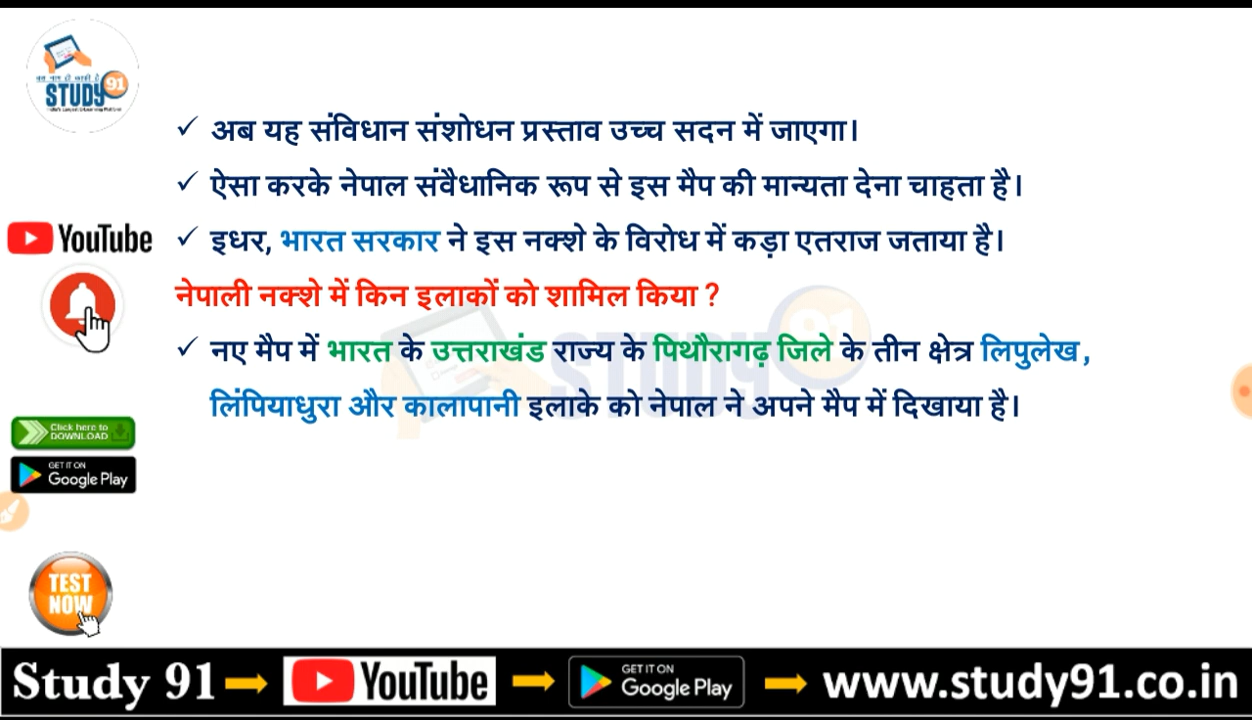 STUDY 91
✓ अब यह संविधान संशोधन प्रस्ताव उच्च सदन में जाएगा।
✓ ऐसा करके नेपाल संवैधानिक रूप से इस मैप की मान्यता देना चाहता है।
YouTube
✓ इधर, भारत सरकार ने इस नक्शे के विरोध में कड़ा एतराज जताया है।
नेपाली नक्शे में किन इलाकों को शामिल किया ?
✓ नए मैप में भारत के उत्तराखंड राज्य के पिथौरागढ़ जिले के तीन क्षेत्र लिपुलेख,
लिंपियाधुरा और कालापानी इलाके को नेपाल ने अपने मैप में दिखाया है।
STUDY 91
Click here to
DOWNLOAD
GET IT ON
Google Play
TEST
NOW
Study 91 → YouTube → GET IT ON Google Play → www.study91.co.in